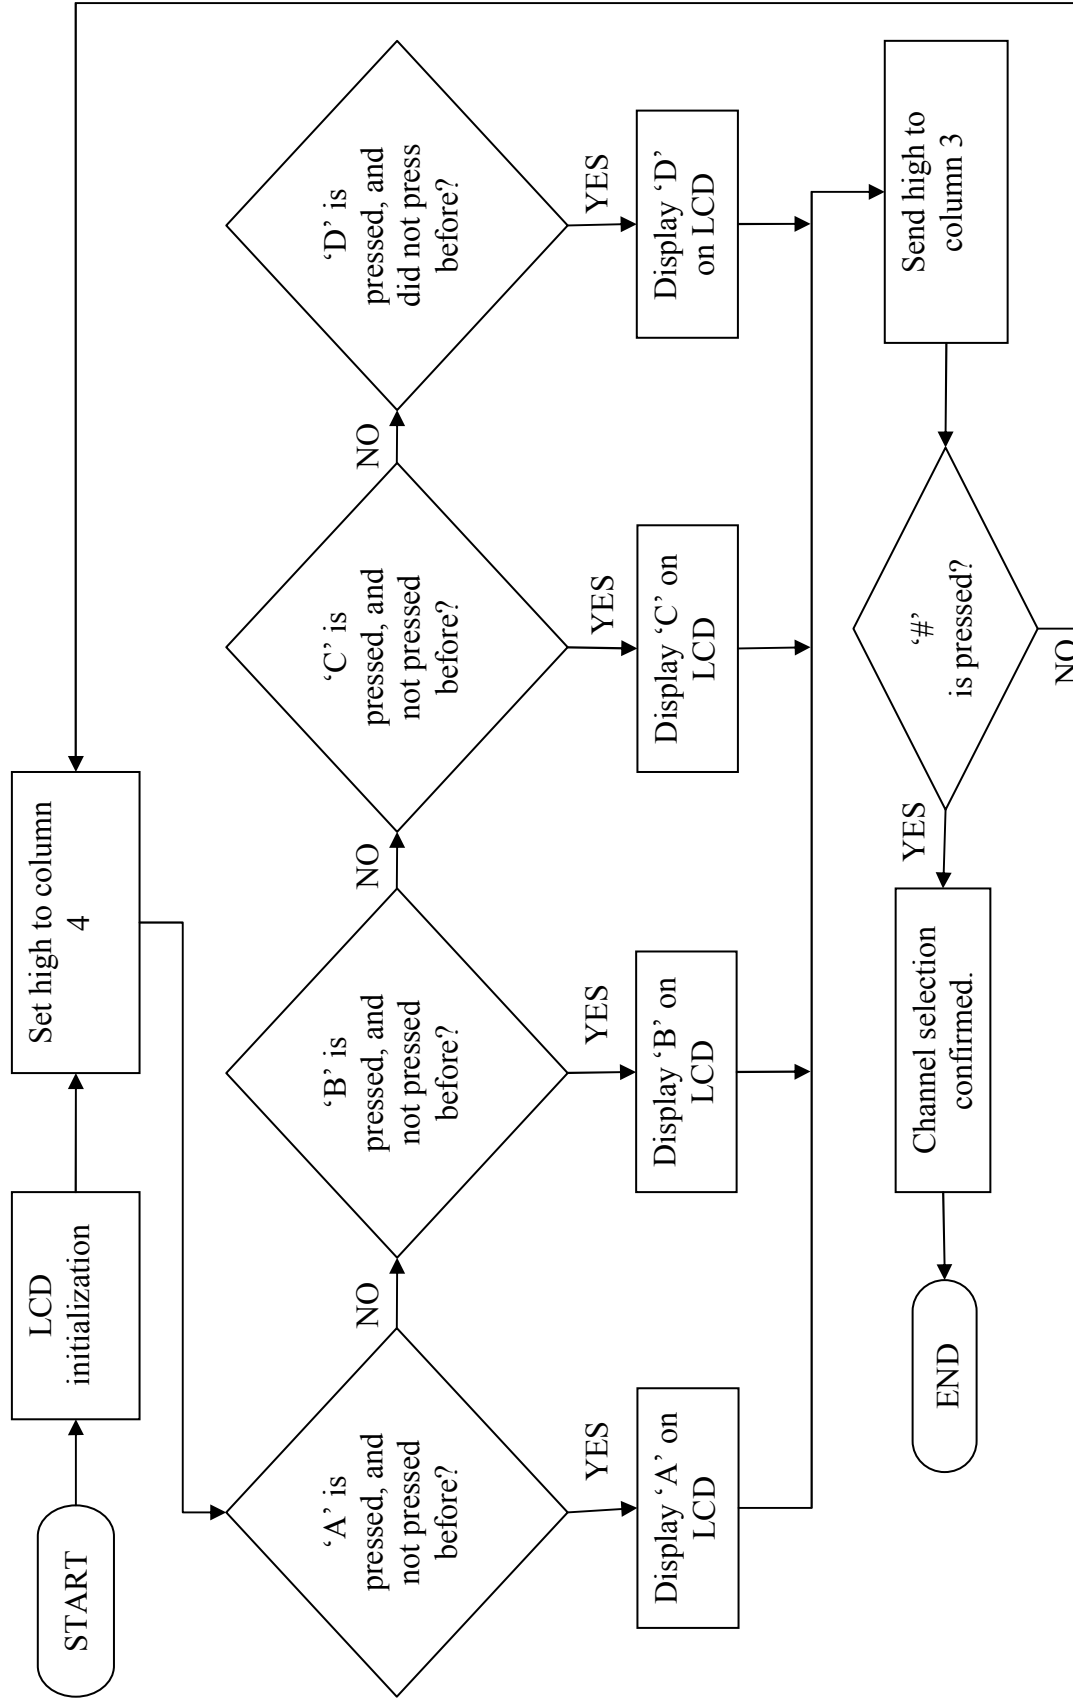 START
LCD
initialization
Set high to column
4
‘A’ is
pressed, and
not pressed
before?
NO
‘B’ is
pressed, and
not pressed
before?
NO
‘C’ is
pressed, and
not pressed
before?
NO
‘D’ is
pressed, and
did not press
before?
YES
YES
YES
YES
Display ‘A’ on
LCD
Display ‘B’ on
LCD
Display ‘C’ on
LCD
Display ‘D’
on LCD
Send high to
column 3
‘#’
is pressed?
NO
YES
Channel selection
confirmed.
END